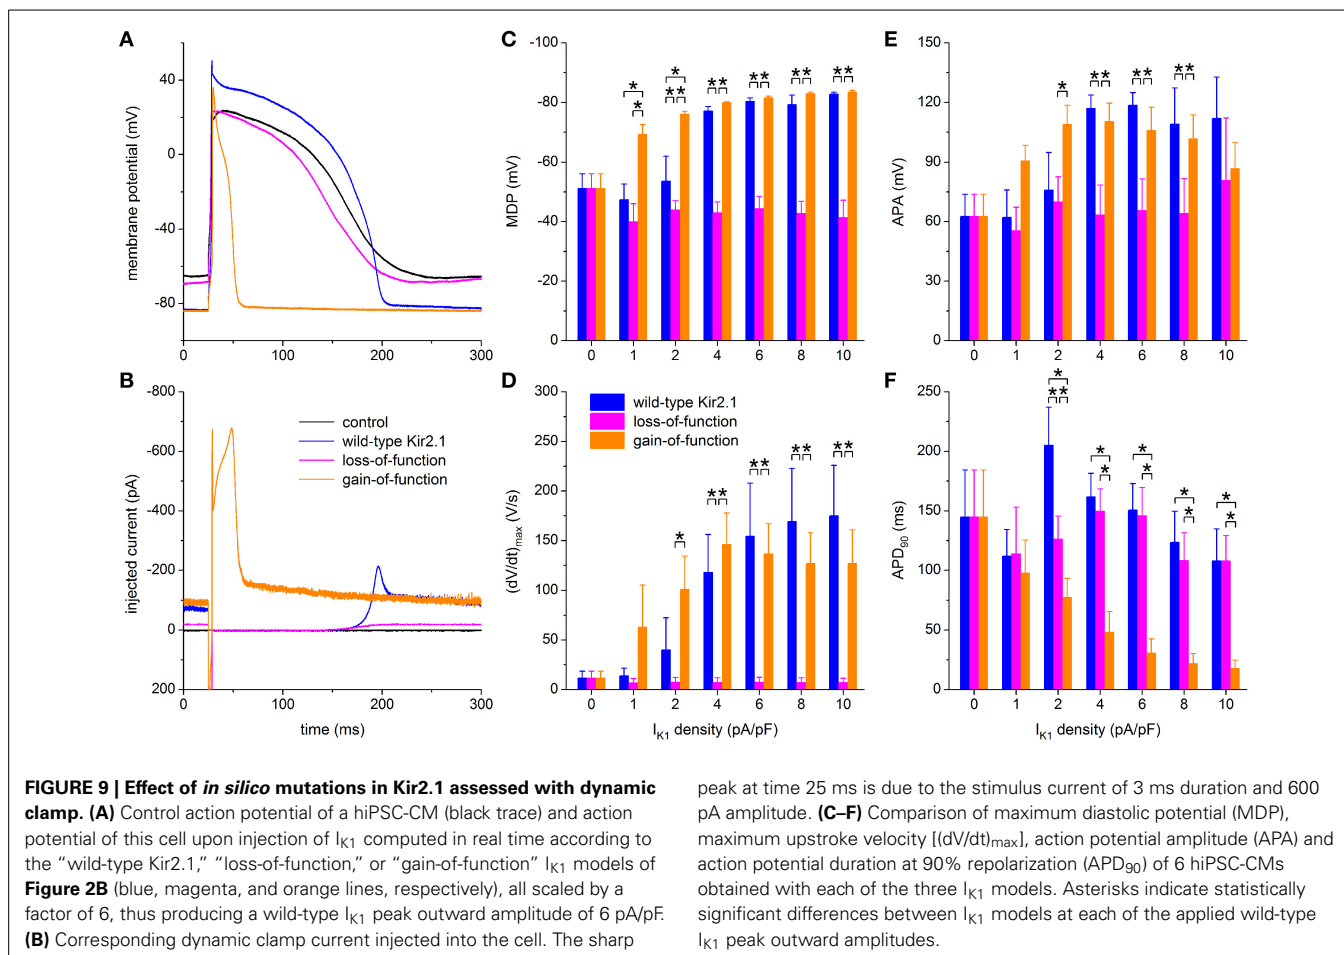 A
40
0
-40
-80
membrane potential (mV)
0
100
200
300
B
-800
-600
-400
-200
0
200
injected current (pA)
control
wild-type Kir2.1
loss-of-function
gain-of-function
0
100
200
300
time (ms)
C
-100
-80
-60
-40
-20
0
MDP (mV)
* * * * * * * * * * * * *
0 1 2 4 6 8 10
D
300
250
200
150
100
50
0
(dV/dt)max (V/s)
wild-type Kir2.1
loss-of-function
gain-of-function
* * * * * * * * *
0 1 2 4 6 8 10
IK1 density (pA/pF)
E
150
120
90
60
30
0
APA (mV)
* * * * * * *
0 1 2 4 6 8 10
F
250
200
150
100
50
0
APD90 (ms)
* * * * * * * * * * *
0 1 2 4 6 8 10
IK1 density (pA/pF)
FIGURE 9 | Effect of in silico mutations in Kir2.1 assessed with dynamic
clamp. (A) Control action potential of a hiPSC-CM (black trace) and action
potential of this cell upon injection of IK1 computed in real time according to
the “wild-type Kir2.1,” “loss-of-function,” or “gain-of-function” IK1 models of
Figure 2B (blue, magenta, and orange lines, respectively), all scaled by a
factor of 6, thus producing a wild-type IK1 peak outward amplitude of 6 pA/pF.
(B) Corresponding dynamic clamp current injected into the cell. The sharp
peak at time 25 ms is due to the stimulus current of 3 ms duration and 600
pA amplitude. (C–F) Comparison of maximum diastolic potential (MDP),
maximum upstroke velocity [(dV/dt)max], action potential amplitude (APA) and
action potential duration at 90% repolarization (APD90) of 6 hiPSC-CMs
obtained with each of the three IK1 models. Asterisks indicate statistically
significant differences between IK1 models at each of the applied wild-type
IK1 peak outward amplitudes.